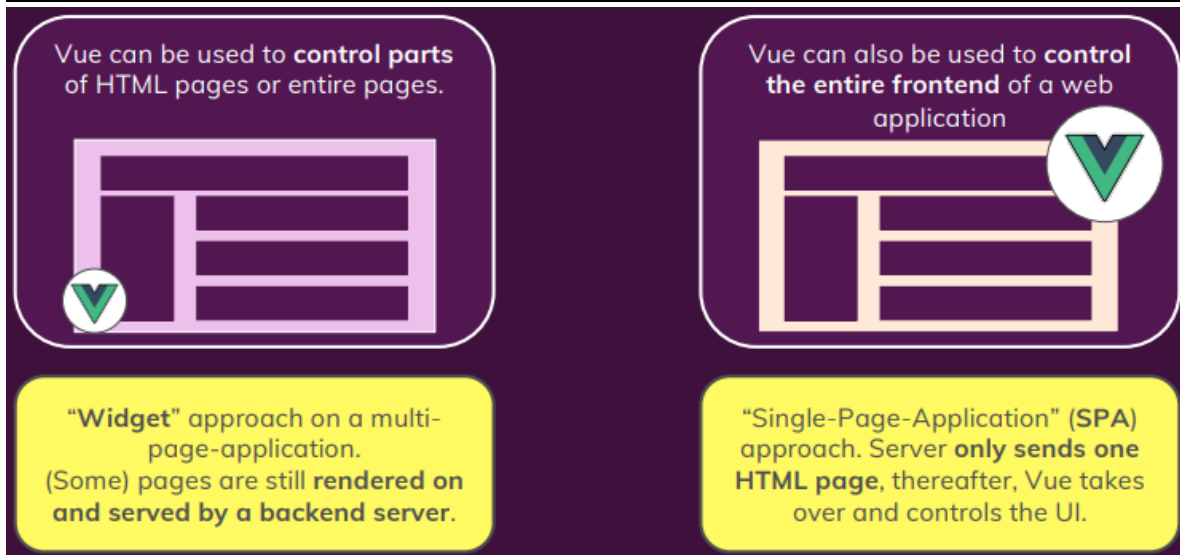 Vue can be used to control parts
of HTML pages or entire pages.
Vue can also be used to control
the entire frontend of a web
application
“Widget” approach on a multi-
page-application.
(Some) pages are still rendered on
and served by a backend server.
“Single-Page-Application” (SPA)
approach. Server only sends one
HTML page, thereafter, Vue takes
over and controls the UI.